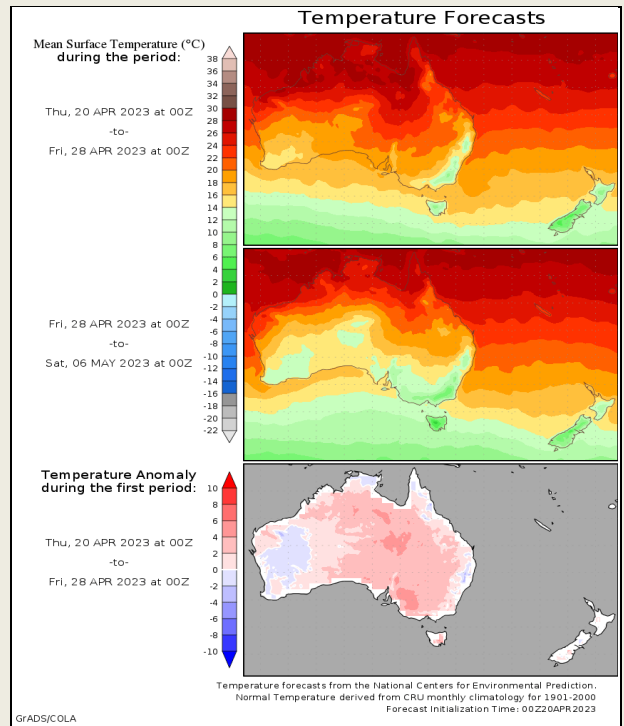 Temperature Forecasts
Mean Surface Temperature (°C)
during the period:
38
36
34
32
30
28
26
24
22
20
18
16
14
12
10
8
6
4
2
0
-2
-4
-6
-8
-10
-12
-14
-16
-18
-20
-22
Thu, 20 APR 2023 at 00Z
-to-
Fri, 28 APR 2023 at 00Z
Fri, 28 APR 2023 at 00Z
-to-
Sat, 06 MAY 2023 at 00Z
Temperature Anomaly
during the first period:
10
8
6
4
2
0
-2
-4
-6
-8
-10
Thu, 20 APR 2023 at 00Z
-to-
Fri, 28 APR 2023 at 00Z
Temperature forecasts from the National Centers for Environmental Prediction.
Normal Temperature derived from CRU monthly climatology for 1901-2000
Forecast Initialization Time: 00Z20APR2023
GrADS/COLA